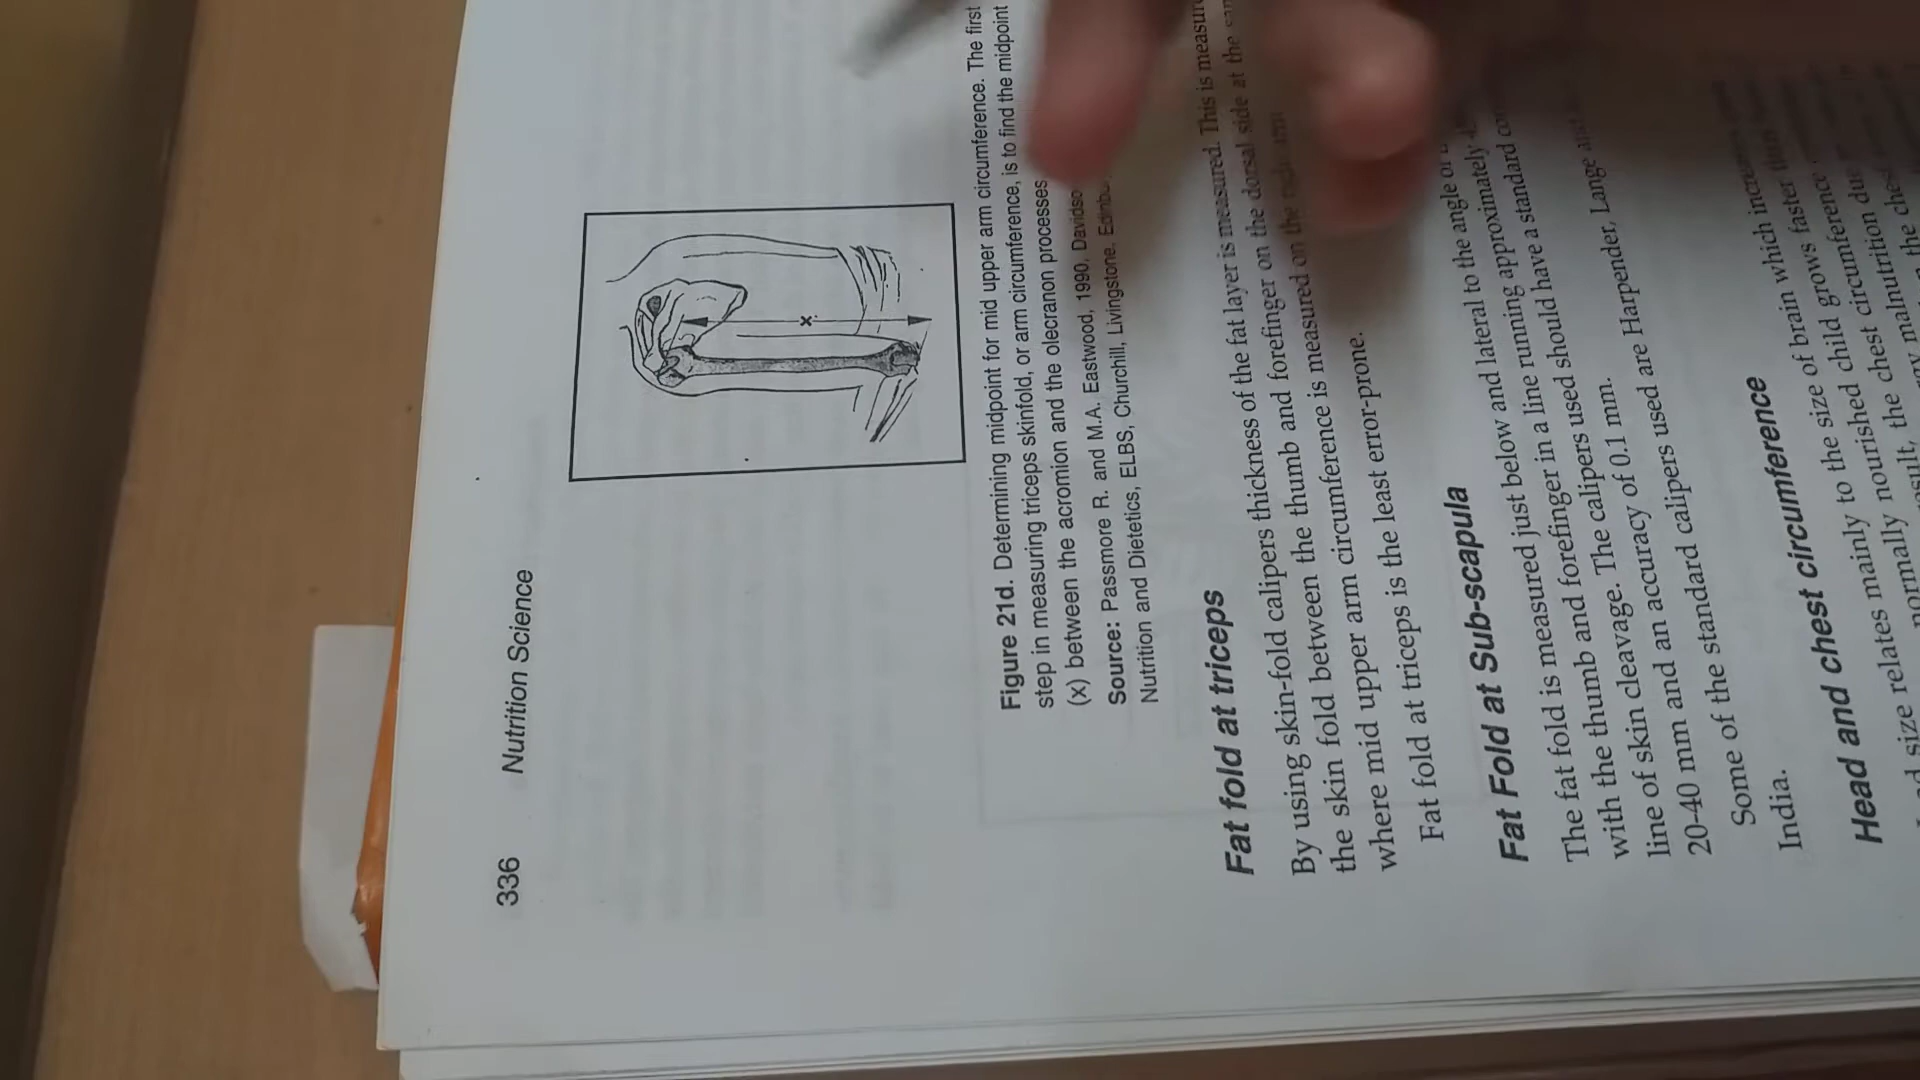 336 Nutrition Science
x
Figure 21d. Determining midpoint for mid upper arm circumference. The first
step in measuring triceps skinfold, or arm circumference, is to find the midpoint
(x) between the acromion and the olecranon processes
Source: Passmore R. and M.A. Eastwood, 1990,
Nutrition and Dietetics, ELBS, Churchill, Livingstone,
Fat fold at triceps
By using skin-fold calipers thickness of the fat layer is measured. This is
the skin fold between the thumb and forefinger on the dorsal side at the
where mid upper arm circumference is measured on the
Fat fold at triceps is the least error-prone.
Fat Fold at Sub-scapula
The fat fold is measured just below and lateral to the angle
with the thumb and forefinger in a line running approximately
line of skin cleavage. The calipers used should have a standard
20-40 mm and an accuracy of 0.1 mm.
Some of the standard calipers used are Harpender, Lange
India.
Head and chest circumference
size relates mainly to the size of brain which
normally nourished child grows faster
the chest circumference
malnutrition
the chest